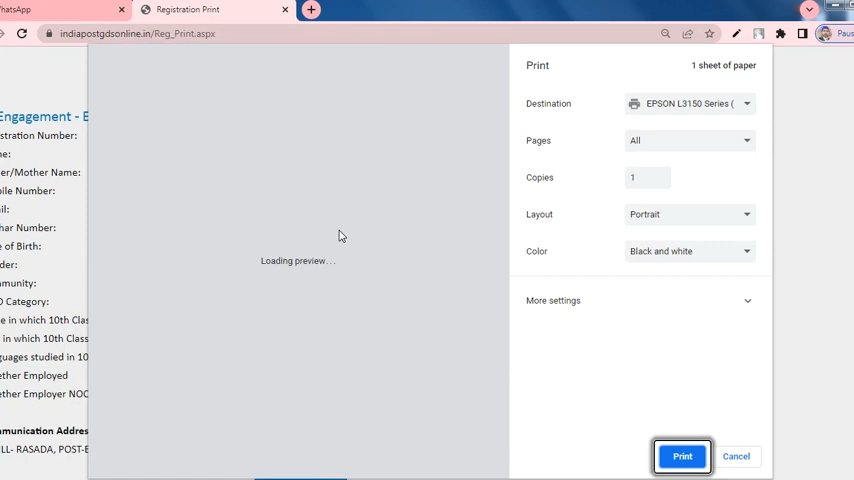 WhatsApp
Registration Print
indiapostgdsonline.in/Reg_Print.aspx
Paus
Engagement - E
stration Number:
ne:
er/Mother Name:
bile Number:
il:
har Number:
e of Birth:
der:
munity:
D Category:
e in which 10th Class
in which 10th Class
guages studied in 10
ether Employed
ether Employer NOC
munication Addres
ILL- RASADA, POST-B
Loading preview...
Print
1 sheet of paper
Destination
EPSON L3150 Series (
Pages
All
Copies
1
Layout
Portrait
Color
Black and white
More settings
Print
Cancel